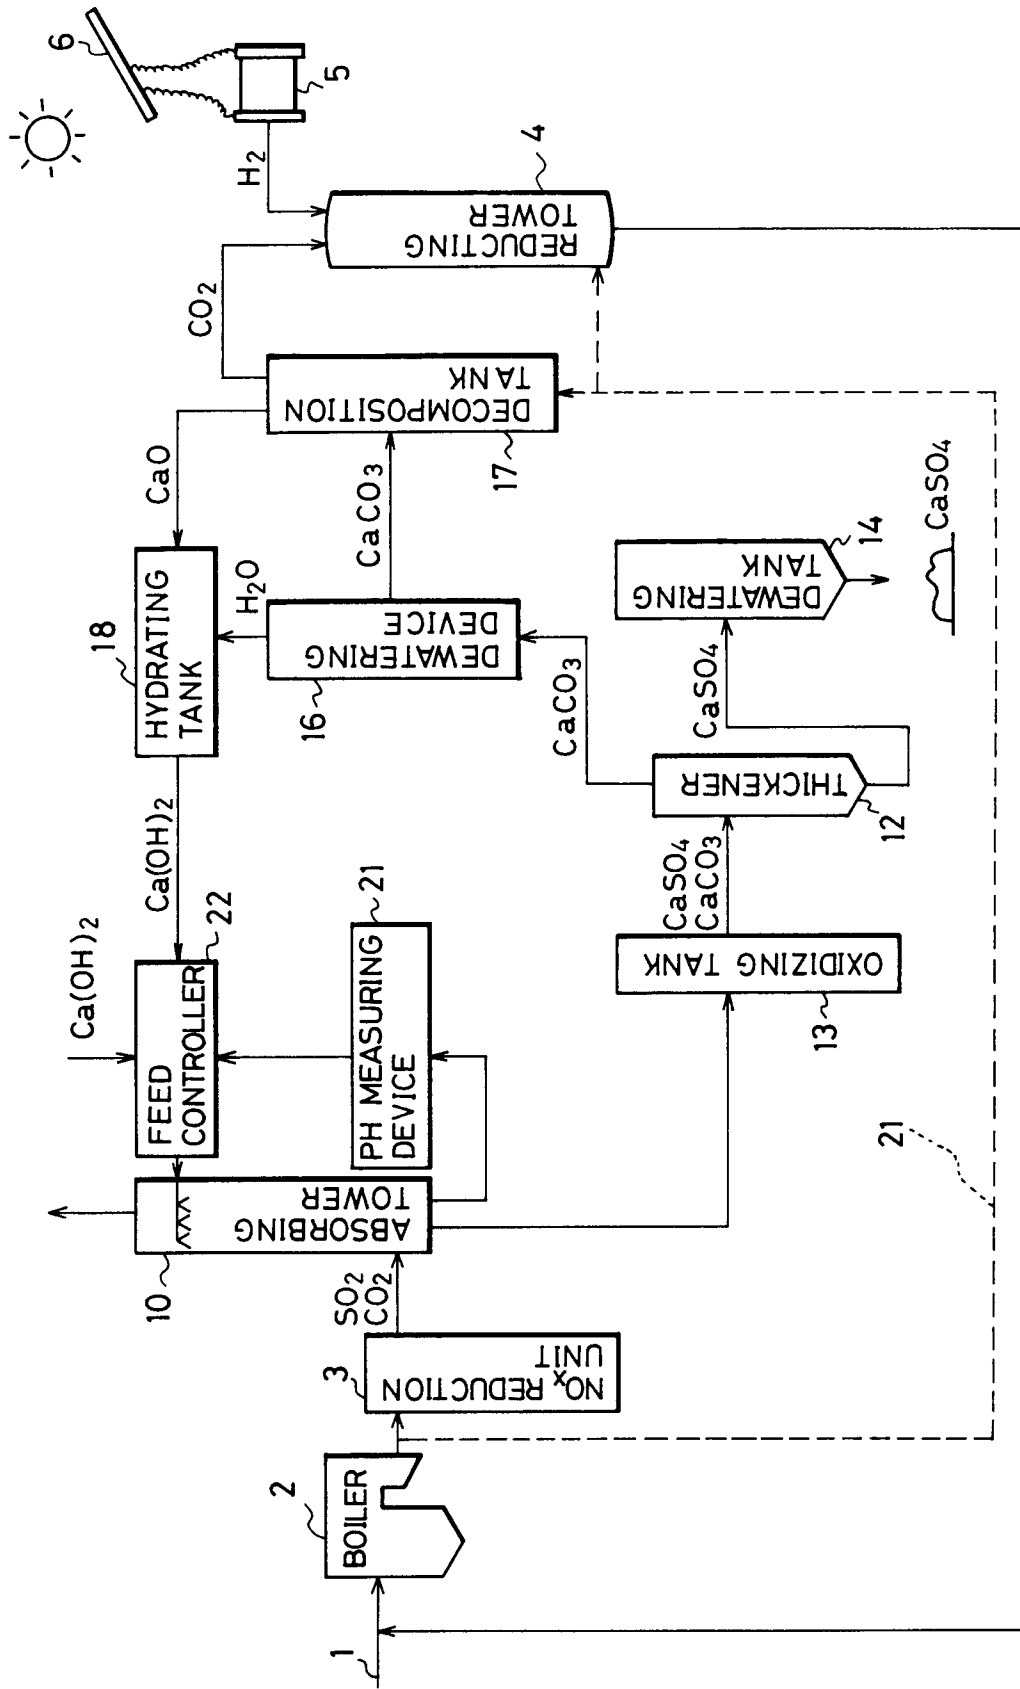 6
5
H2
4
REDUCTING
TOWER
CO2
CaO
DECOMPOSITION
TANK
17
CaCO3
18
HYDRATING
TANK
H2O
DEWATERING
DEVICE
16
CaCO3
DEWATERING
TANK
14
CaSO4
CaSO4
THICKENER
12
CaSO4
CaCO3
OXIDIZING TANK
13
Ca(OH)2
Ca(OH)2
22
FEED
CONTROLLER
21
PH MEASURING
DEVICE
ABSORBING
TOWER
10
SO2
CO2
21
3
NOx REDUCTION
UNIT
2
BOILER
1